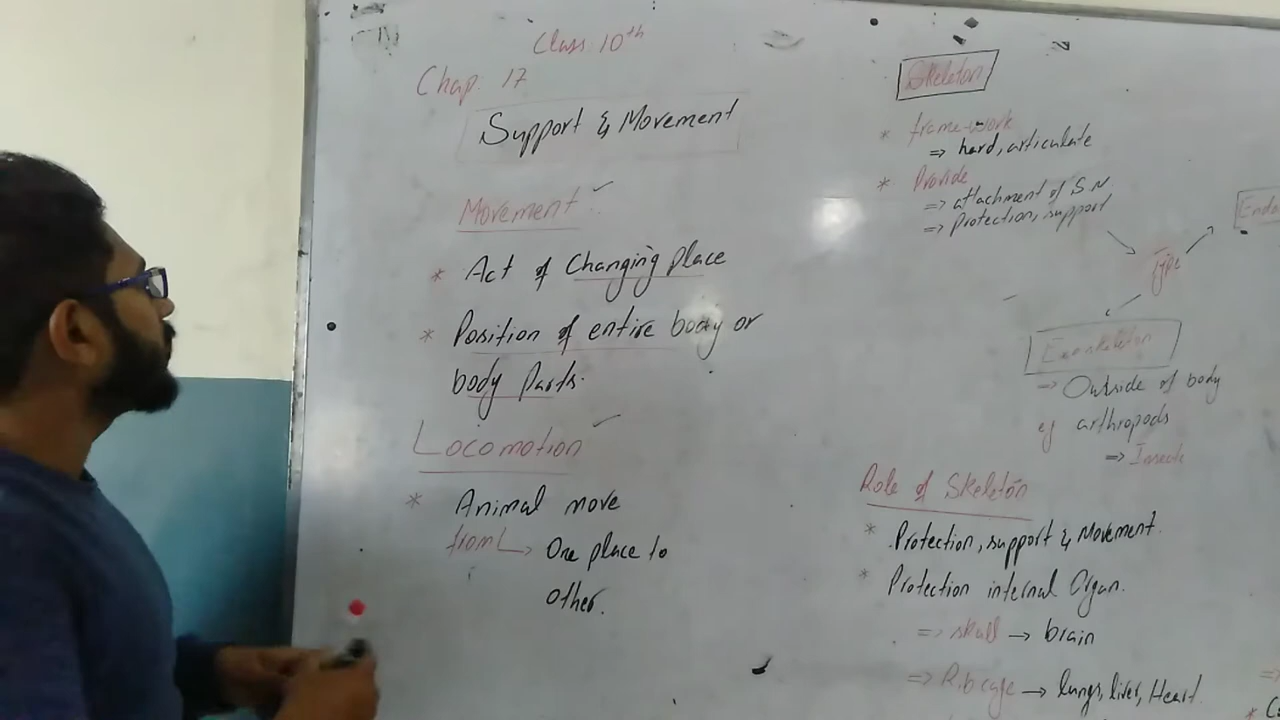 Class 10th
Chap. 17
Support & Movement
Movement
* Act of Changing place
* Position of entire body or
body Parts.
Locomotion
* Animal move
from → One place to
other.
Skeleton
* frame-work
⇒ hard, articulate
* Provide
⇒ attachment of S.M
⇒ Protection, support
Type
Endo
Exoskeleton
⇒ Outside of body
eg arthropods
⇒ Insects
Role of Skeleton
* Protection, support & Movement.
* Protection internal Organ.
⇒ skull → brain
⇒ Ribcage → lungs, liver, Heart